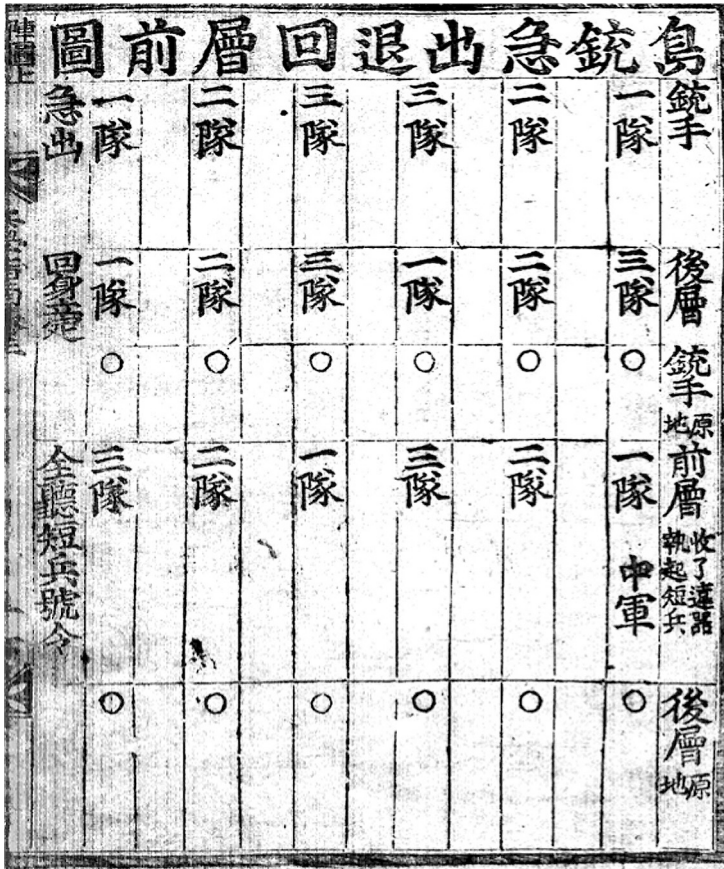 島銃急出退回層前圖
銃手
後層
銃手
原地
前層
收了遠器
執起短兵
後層
原地
一隊
三隊
○
一隊
中軍
○
二隊
二隊
○
二隊
○
三隊
一隊
○
三隊
○
三隊
三隊
○
一隊
○
二隊
二隊
○
二隊
○
一隊
一隊
○
三隊
○
急出
回身
全聽短兵號令
陣圖上